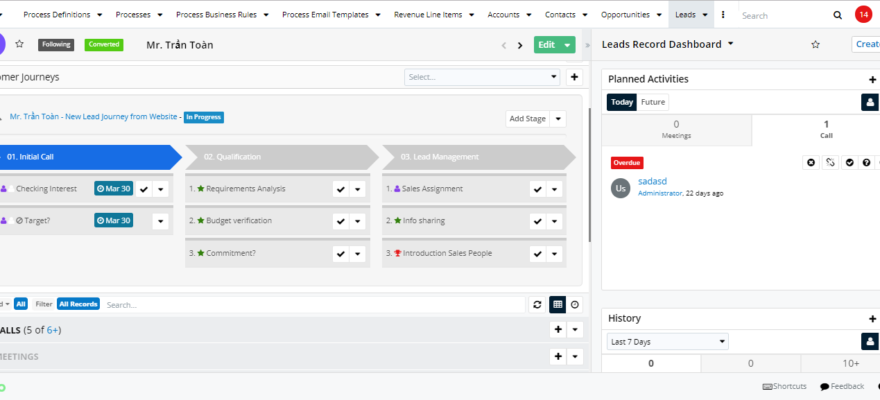 Process Definitions Processes Process Business Rules Process Email Templates Revenue Line Items Accounts Contacts Opportunities Leads Search 14
Following Converted Mr. Trần Toàn Edit
Leads Record Dashboard Create
omer Journeys Select...
Planned Activities
Today Future
Mr. Trần Toàn - New Lead Journey from Website - In Progress Add Stage
0 Meetings
1 Call
01. Initial Call 02. Qualification 03. Lead Management
Overdue
Checking Interest Mar 30
1. Requirements Analysis
1. Sales Assignment
Us sadasd
Administrator, 22 days ago
Target? Mar 30
2. Budget verification
2. Info sharing
3. Commitment?
3. Introduction Sales People
d All Filter All Records Search...
History
ALLS (5 of 6+)
Last 7 Days
MEETINGS
0 0 10+
Shortcuts Feedback